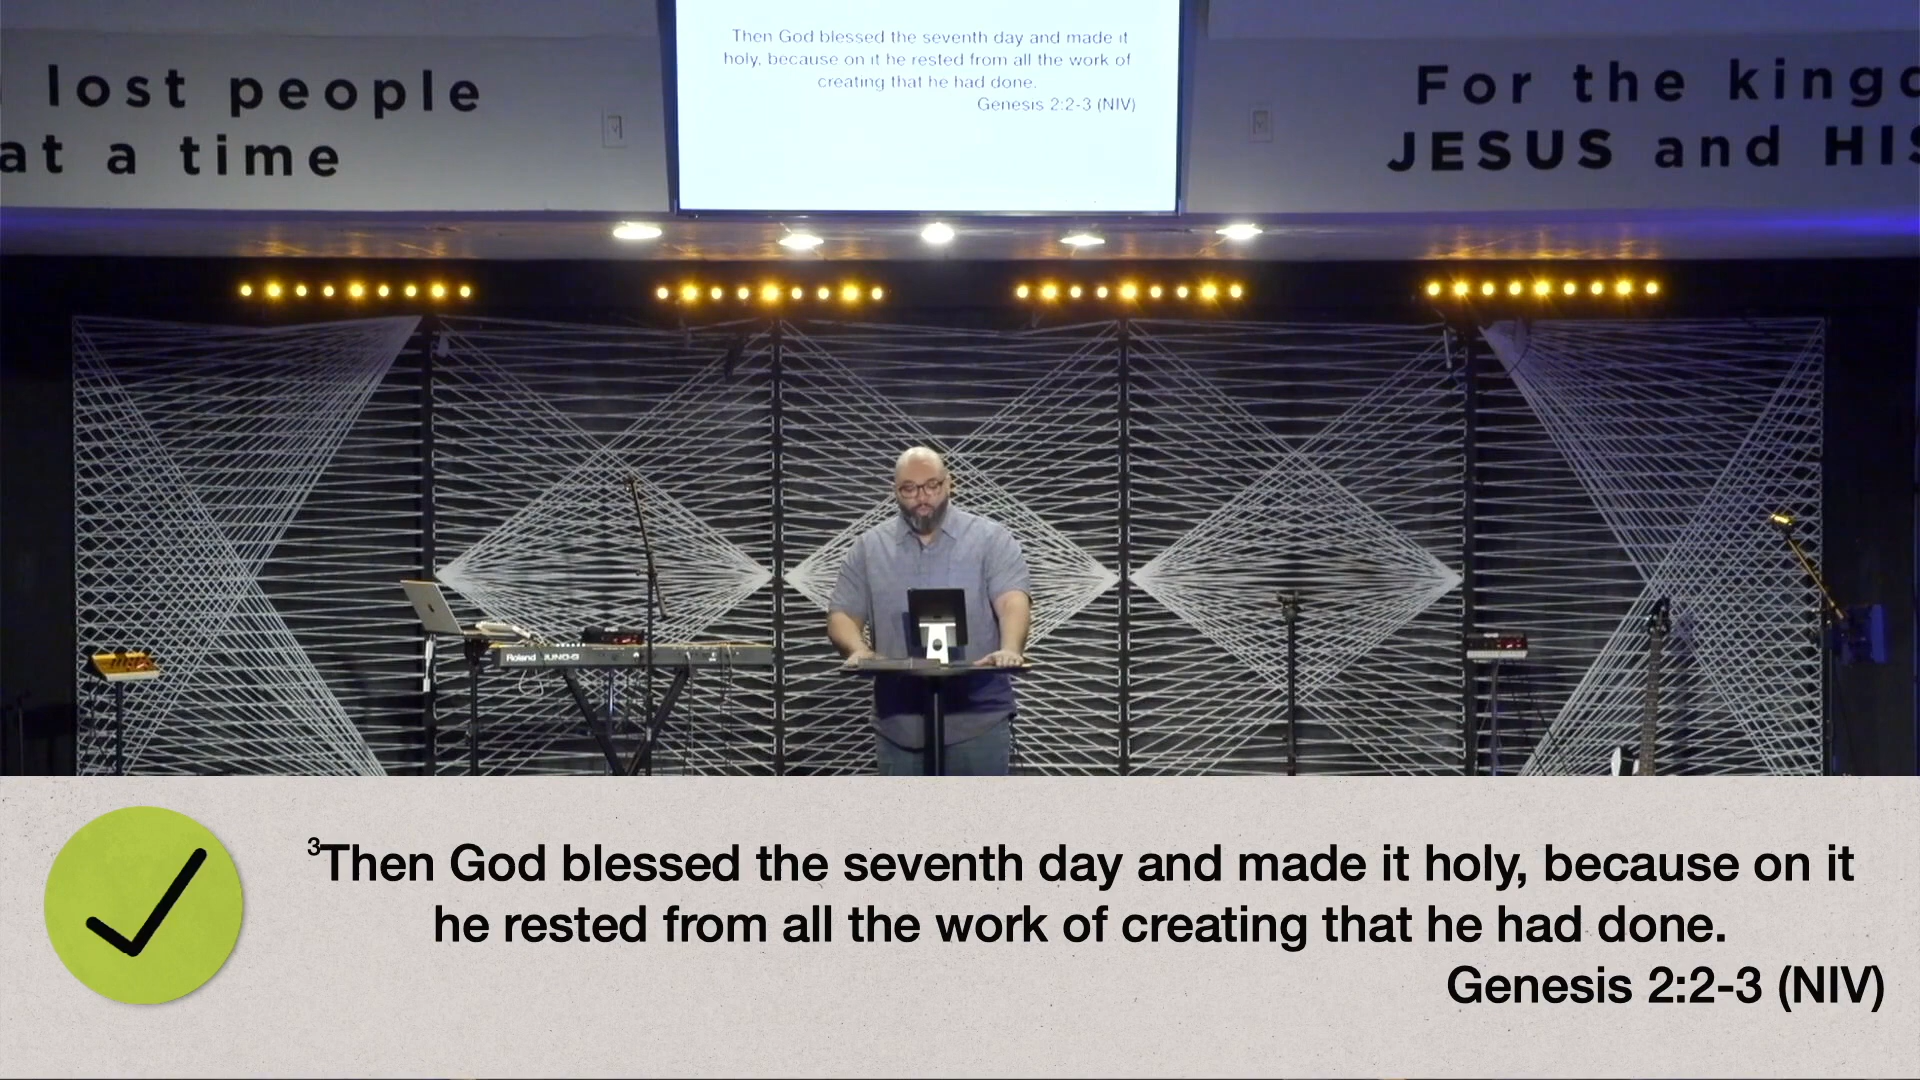 lost people
at a time
Then God blessed the seventh day and made it
holy, because on it he rested from all the work of
creating that he had done.
Genesis 2:2-3 (NIV)
For the
JESUS and
Roland JUNO-G
³Then God blessed the seventh day and made it holy, because on it
he rested from all the work of creating that he had done.
Genesis 2:2-3 (NIV)